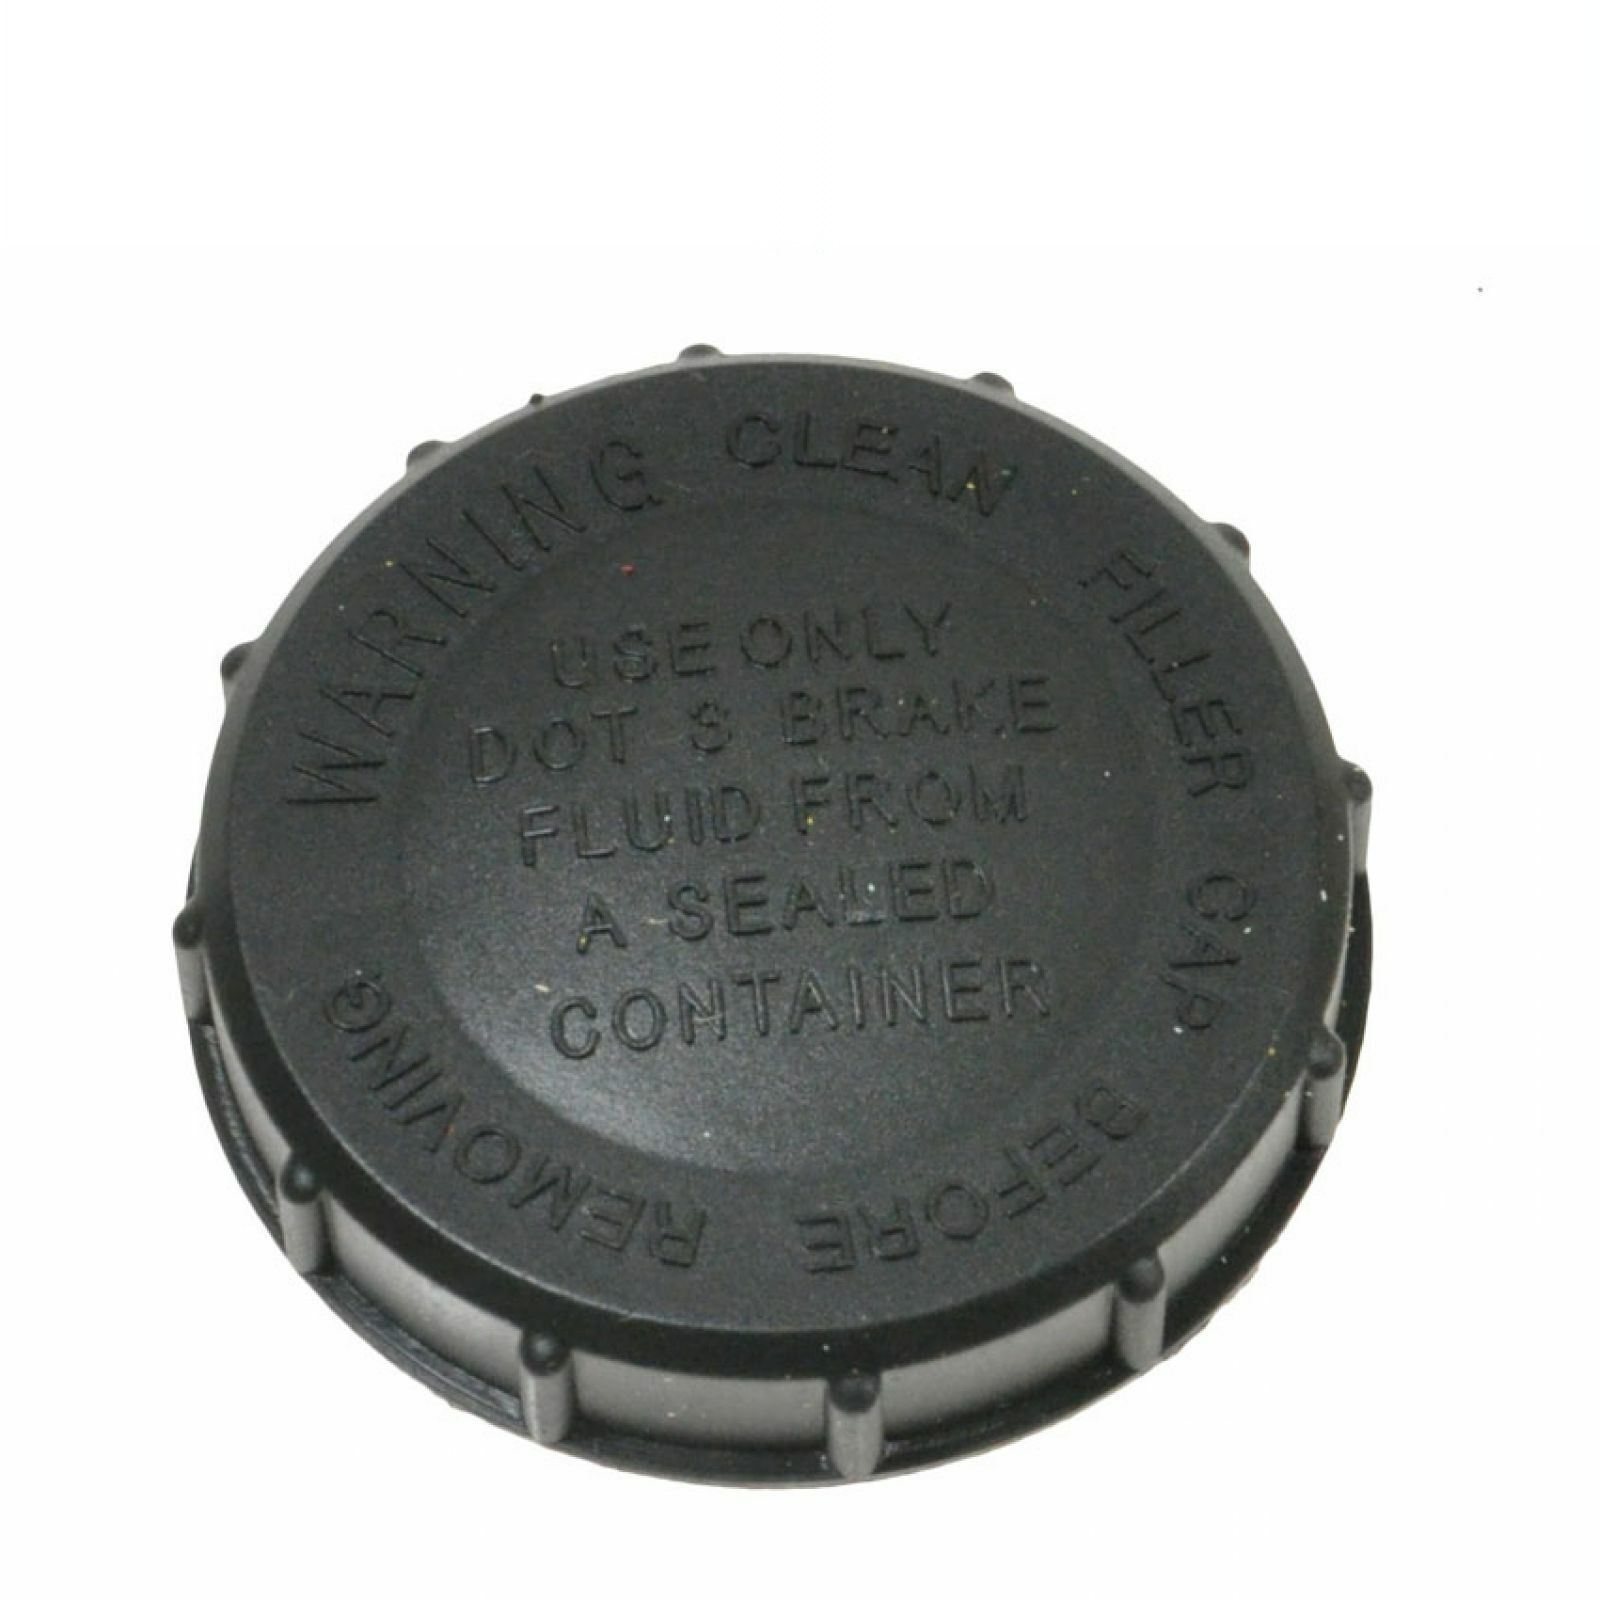 WARNING CLEAN FILLER CAP BEFORE REMOVING
USE ONLY
DOT 3 BRAKE
FLUID FROM
A SEALED
CONTAINER